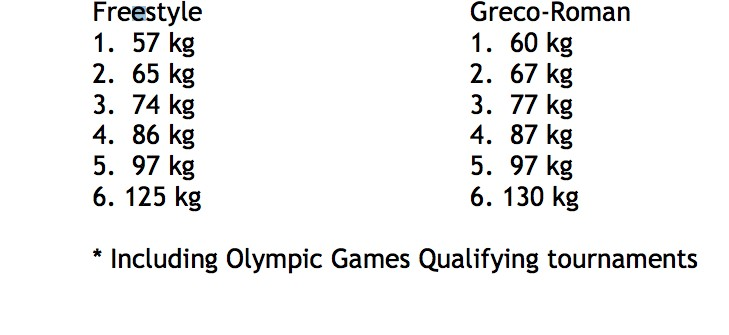 Freestyle Greco-Roman
1. 57 kg 1. 60 kg
2. 65 kg 2. 67 kg
3. 74 kg 3. 77 kg
4. 86 kg 4. 87 kg
5. 97 kg 5. 97 kg
6. 125 kg 6. 130 kg
* Including Olympic Games Qualifying tournaments